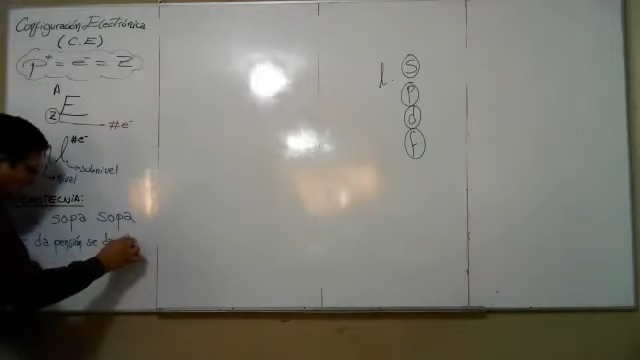 Configuración Electrónica
(C.E)
p⁺ = e⁻ = Z
A
Z E → #e⁻
l #e⁻
subnivel
nivel
sopa sopa
da pensión se da
l: s
p
d
f